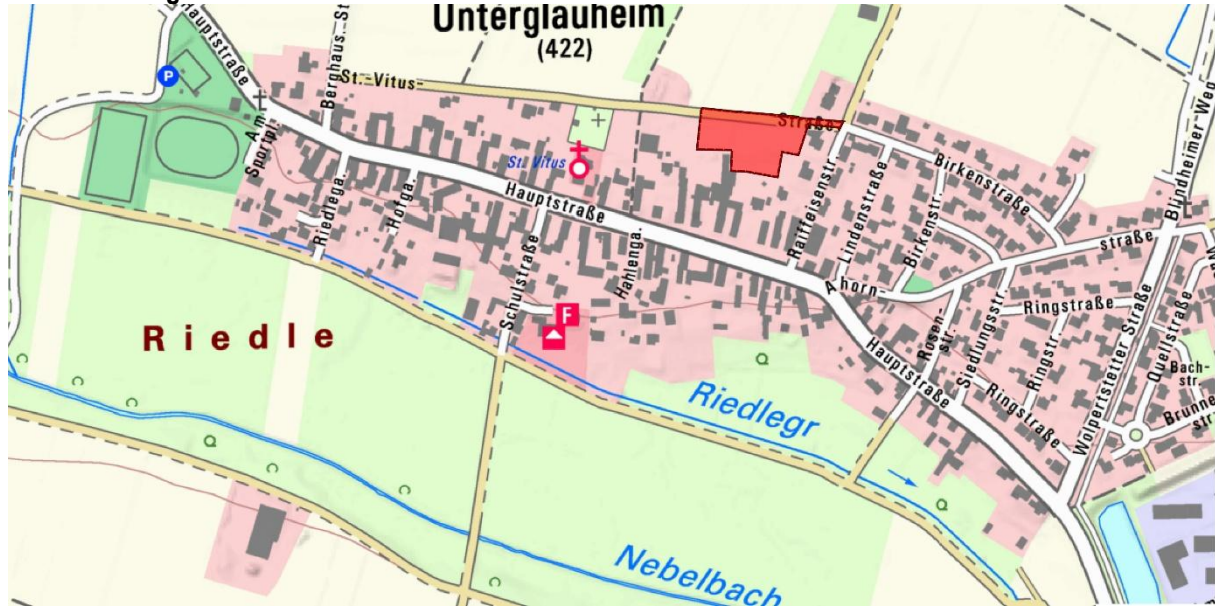 Unterglauheim
(422)
hauptstraße
Berghaus. St
St.-Vitus-
Straße
P
Am
Sportpl.
St. Vitus
Hauptstraße
Riedlega.
Hofga.
Schulstraße
Hahlenga.
Raiffeisenstr.
Lindenstraße
Birkenstr.
Birkenstraße
Blindheimer Weg
Ahorn
straße
F
Riedle
Ringstraße
Rosen-
str.
Siedlungsstr.
Ringstr.
Quellstraße
Bach-
str.
Brunne
str.
Hauptstraße
Ringstraße
Wolpertstetter Straße
Riedlegr
Nebelbach